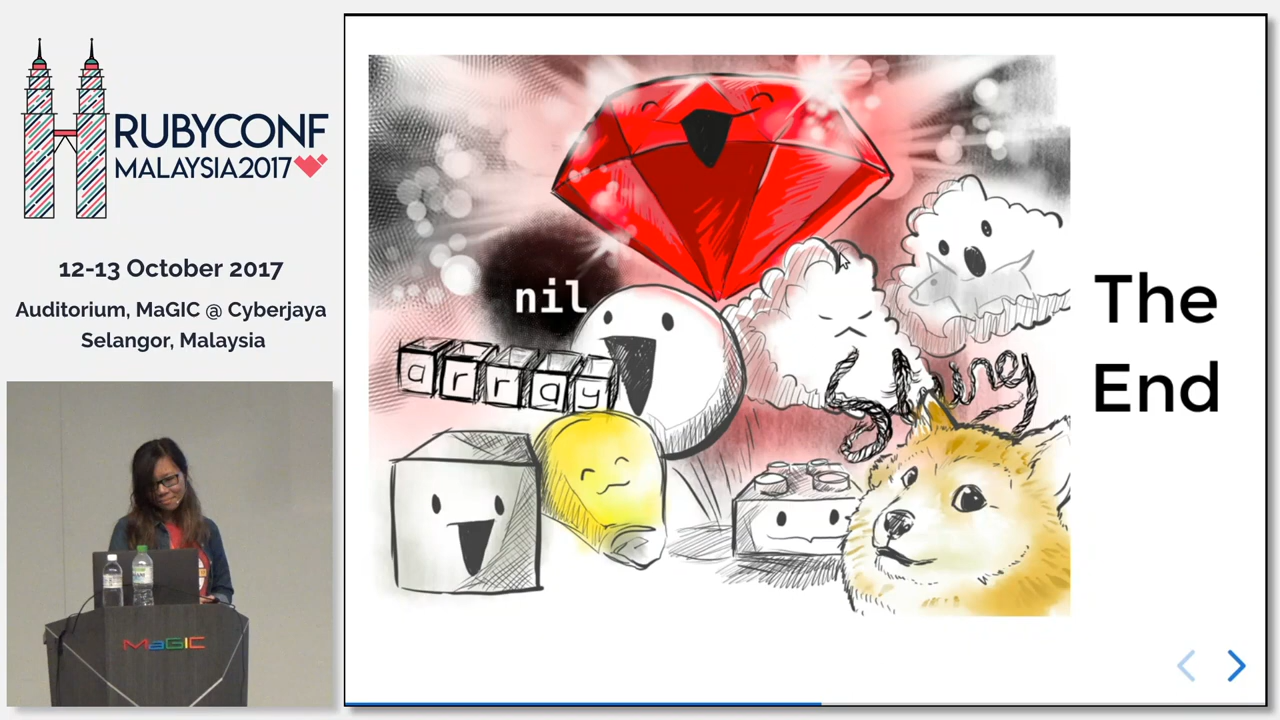 RUBYCONF
MALAYSIA2017
12-13 October 2017
Auditorium, MaGIC @ Cyberjaya
Selangor, Malaysia
MaGIC
nil
array
String
The
End